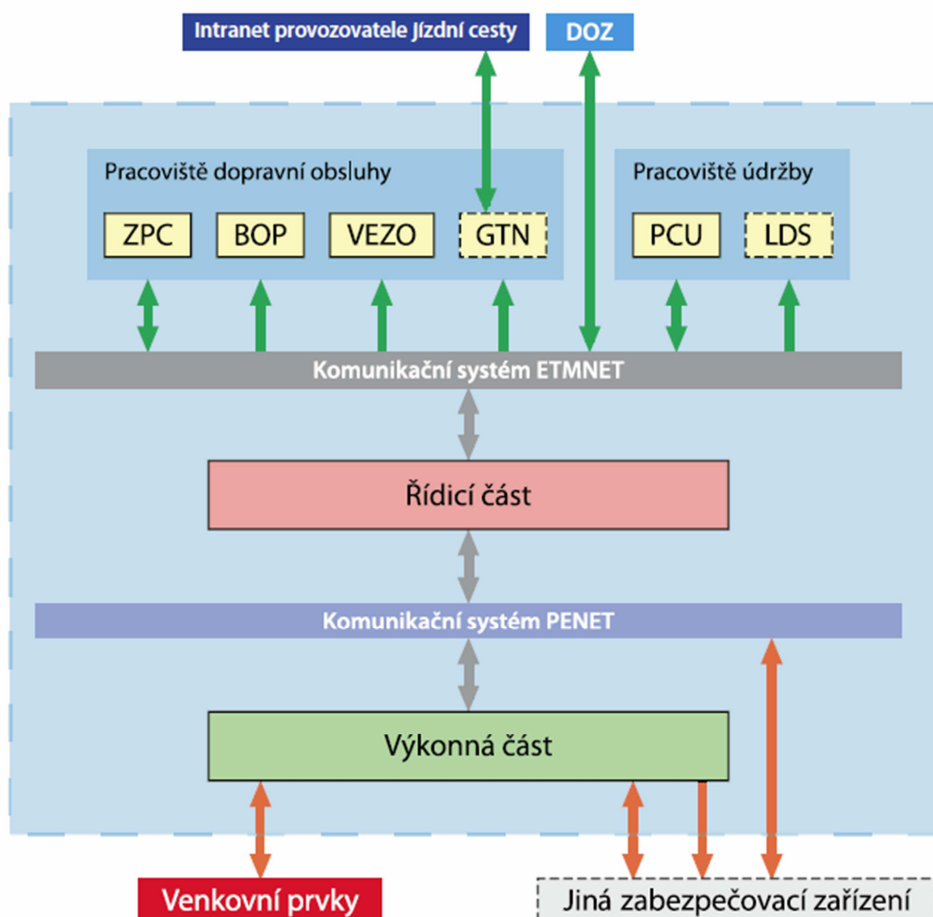 Intranet provozovatele Jízdní cesty
DOZ
Pracoviště dopravní obsluhy
Pracoviště údržby
ZPC
BOP
VEZO
GTN
PCU
LDS
Komunikační systém ETMNET
Řídicí část
Komunikační systém PENET
Výkonná část
Venkovní prvky
Jiná zabezpečovací zařízení